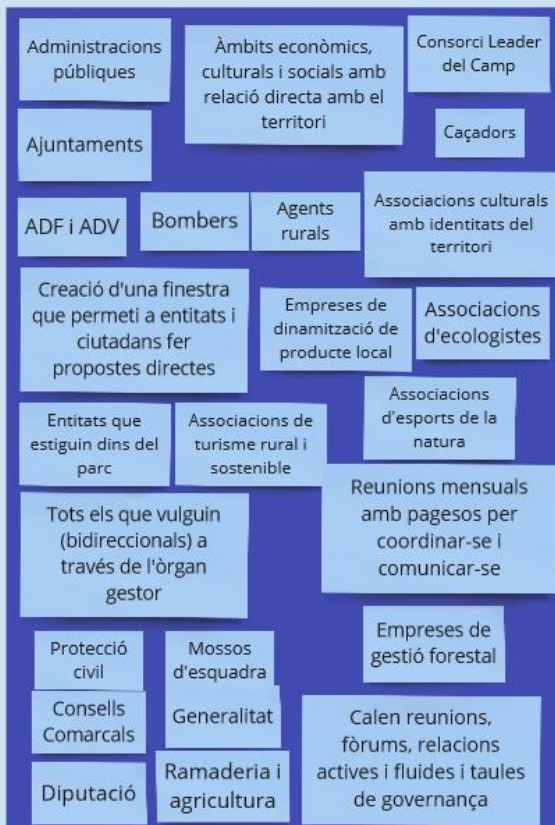 Administracions
públiques
Àmbits econòmics,
culturals i socials amb
relació directa amb el
territori
Consorci Leader
del Camp
Ajuntaments
Caçadors
ADF i ADV
Bombers
Agents
rurals
Associacions culturals
amb identitats del
territori
Creació d'una finestra
que permeti a entitats i
ciutadans fer
propostes directes
Empreses de
dinamització de
producte local
Associacions
d'ecologistes
Entitats que
estiguin dins del
parc
Associacions de
turisme rural i
sostenible
Associacions
d'esports de la
natura
Tots els que vulguin
(bidireccionals) a
través de l'òrgan
gestor
Reunions mensuals
amb pagesos per
coordinar-se i
comunicar-se
Protecció
civil
Mossos
d'esquadra
Empreses de
gestió forestal
Consells
Comarcals
Generalitat
Calen reunions,
fòrums, relacions
actives i fluides i taules
de governança
Diputació
Ramaderia i
agricultura